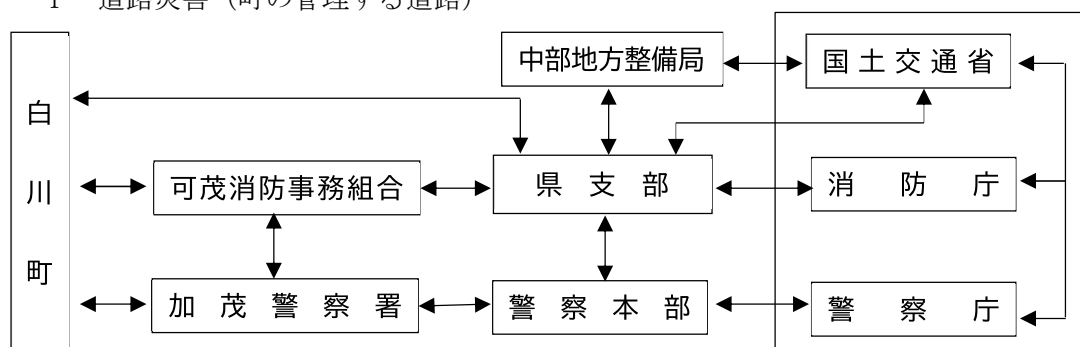 1 道路災害（町の管理する道路）
中部地方整備局
国土交通省
白川町
可茂消防事務組合
県支部
消防庁
加茂警察署
警察本部
警察庁